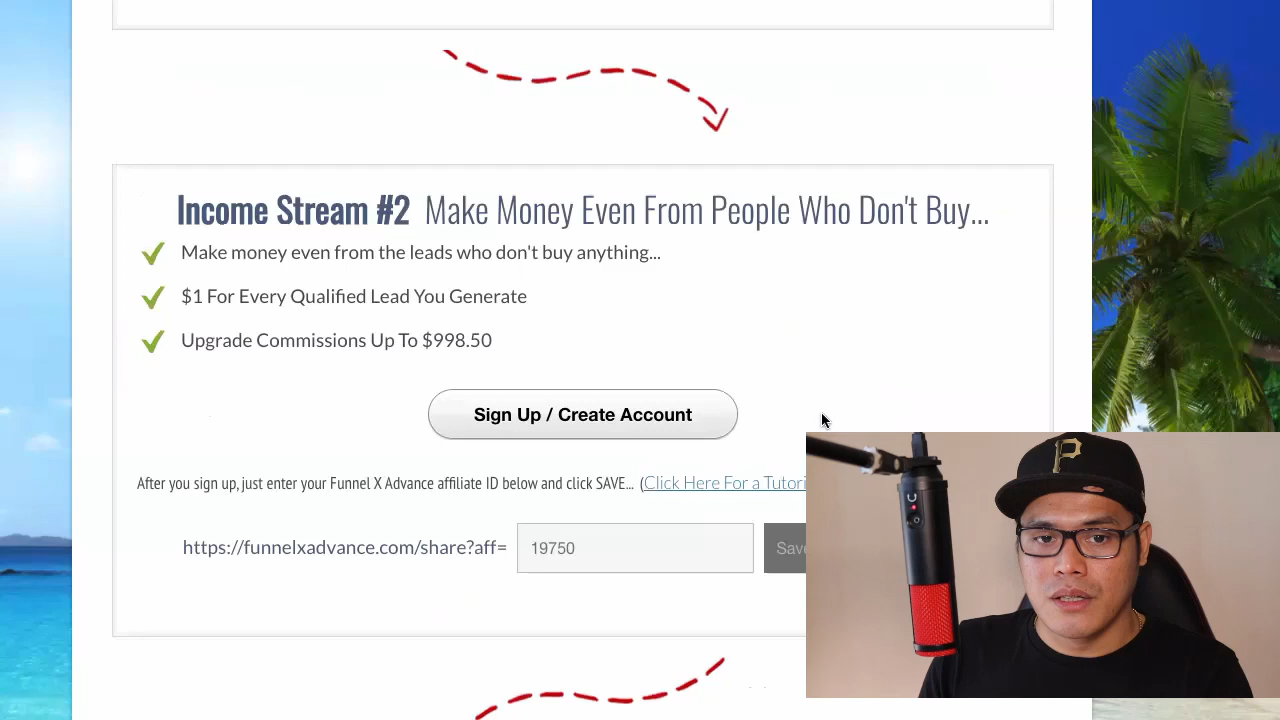 Income Stream #2 Make Money Even From People Who Don't Buy...
Make money even from the leads who don't buy anything...
$1 For Every Qualified Lead You Generate
Upgrade Commissions Up To $998.50
Sign Up / Create Account
After you sign up, just enter your Funnel X Advance affiliate ID below and click SAVE... (Click Here For a Tutori
https://funnelxadvance.com/share?aff= 19750 Save
P